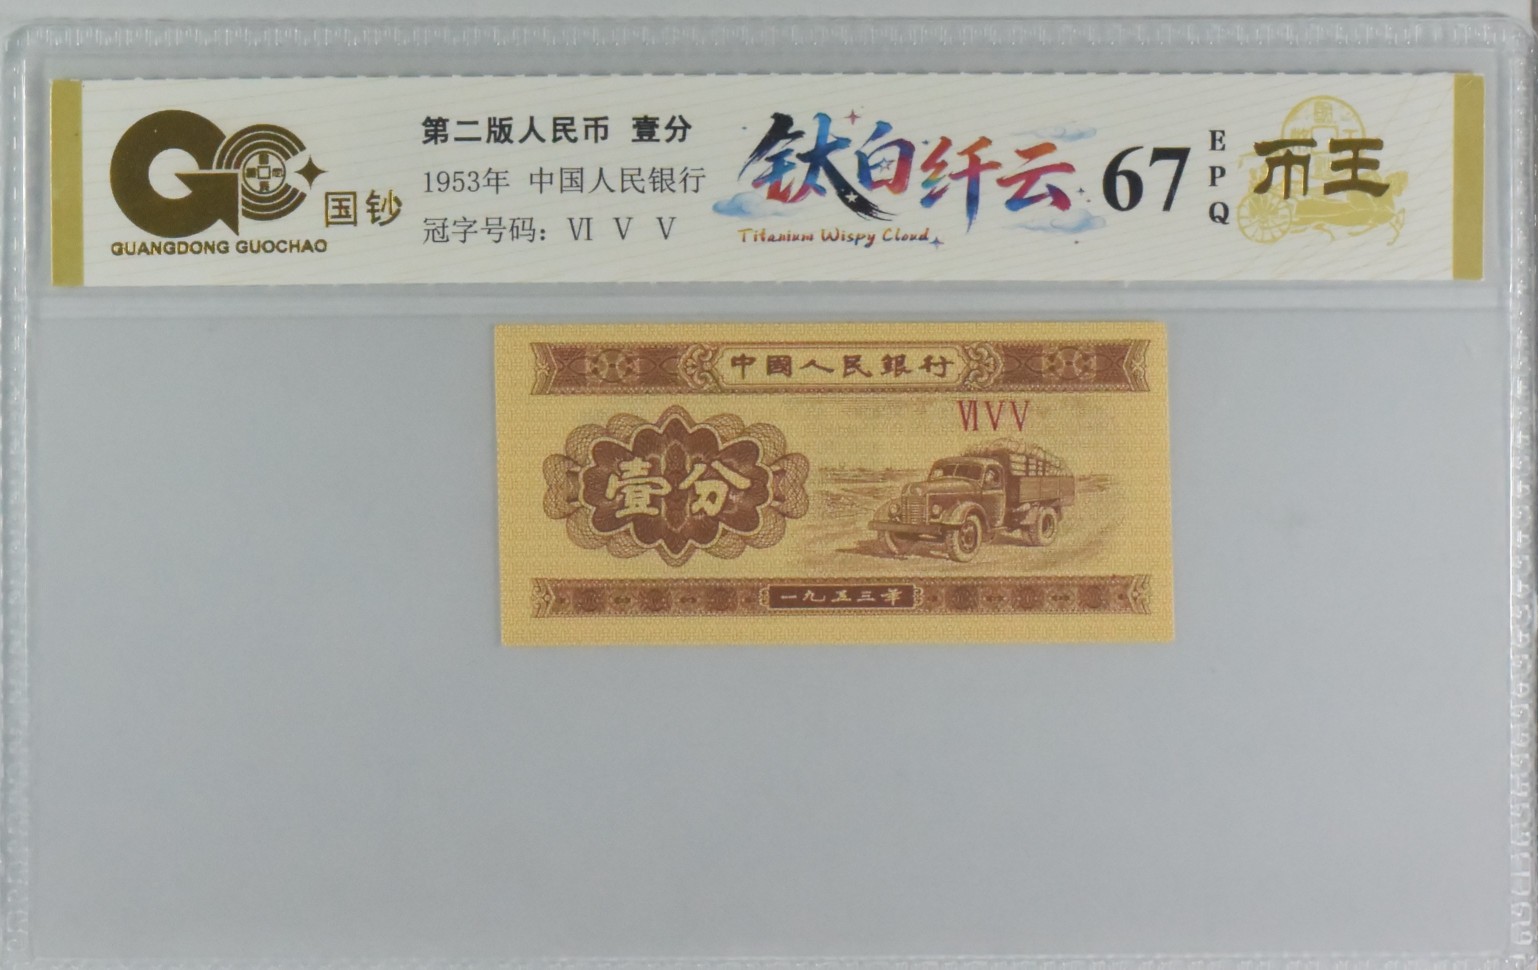 国钞
GUANGDONG GUOCHAO
第二版人民币 壹分
1953年 中国人民银行
冠字号码：Ⅵ Ⅴ Ⅴ
钛白纤云
Titanium Wispy Cloud
67
EPQ
币王
中國人民銀行
ⅥⅤⅤ
壹分
一九五三年